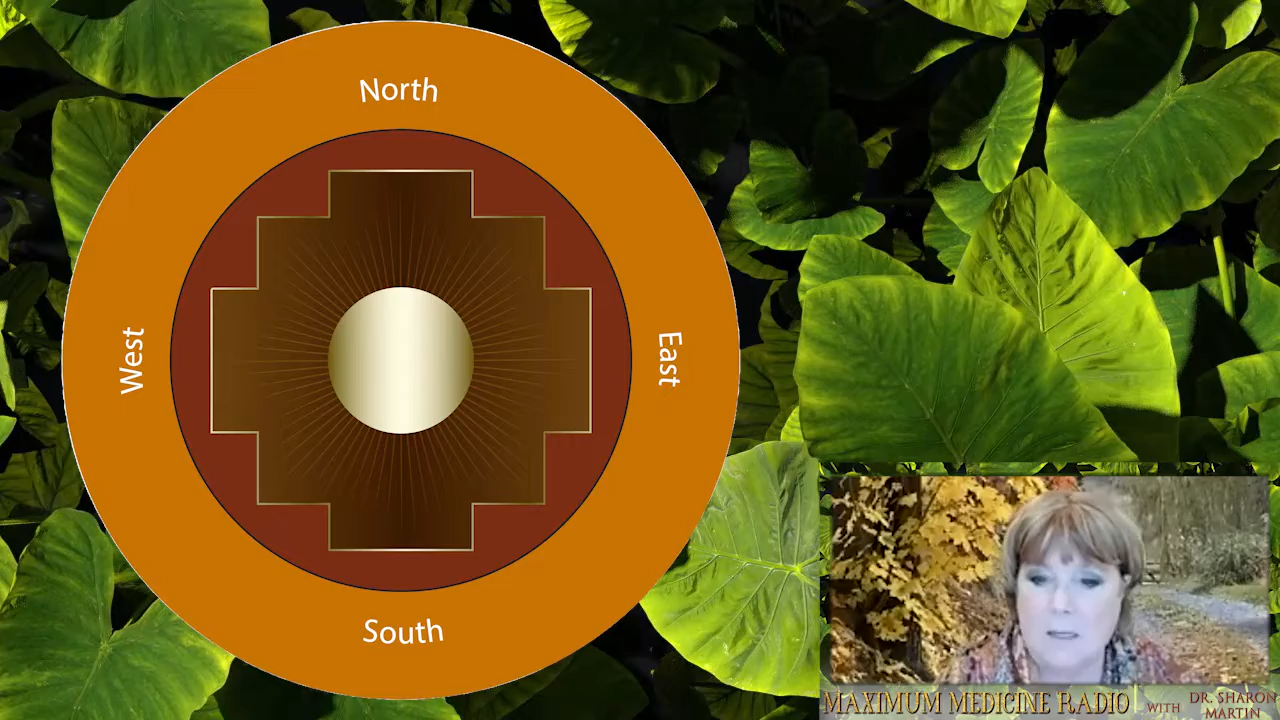 North
West
East
South
MAXIMUM MEDICINE RADIO WITH DR. SHARON
MARTIN